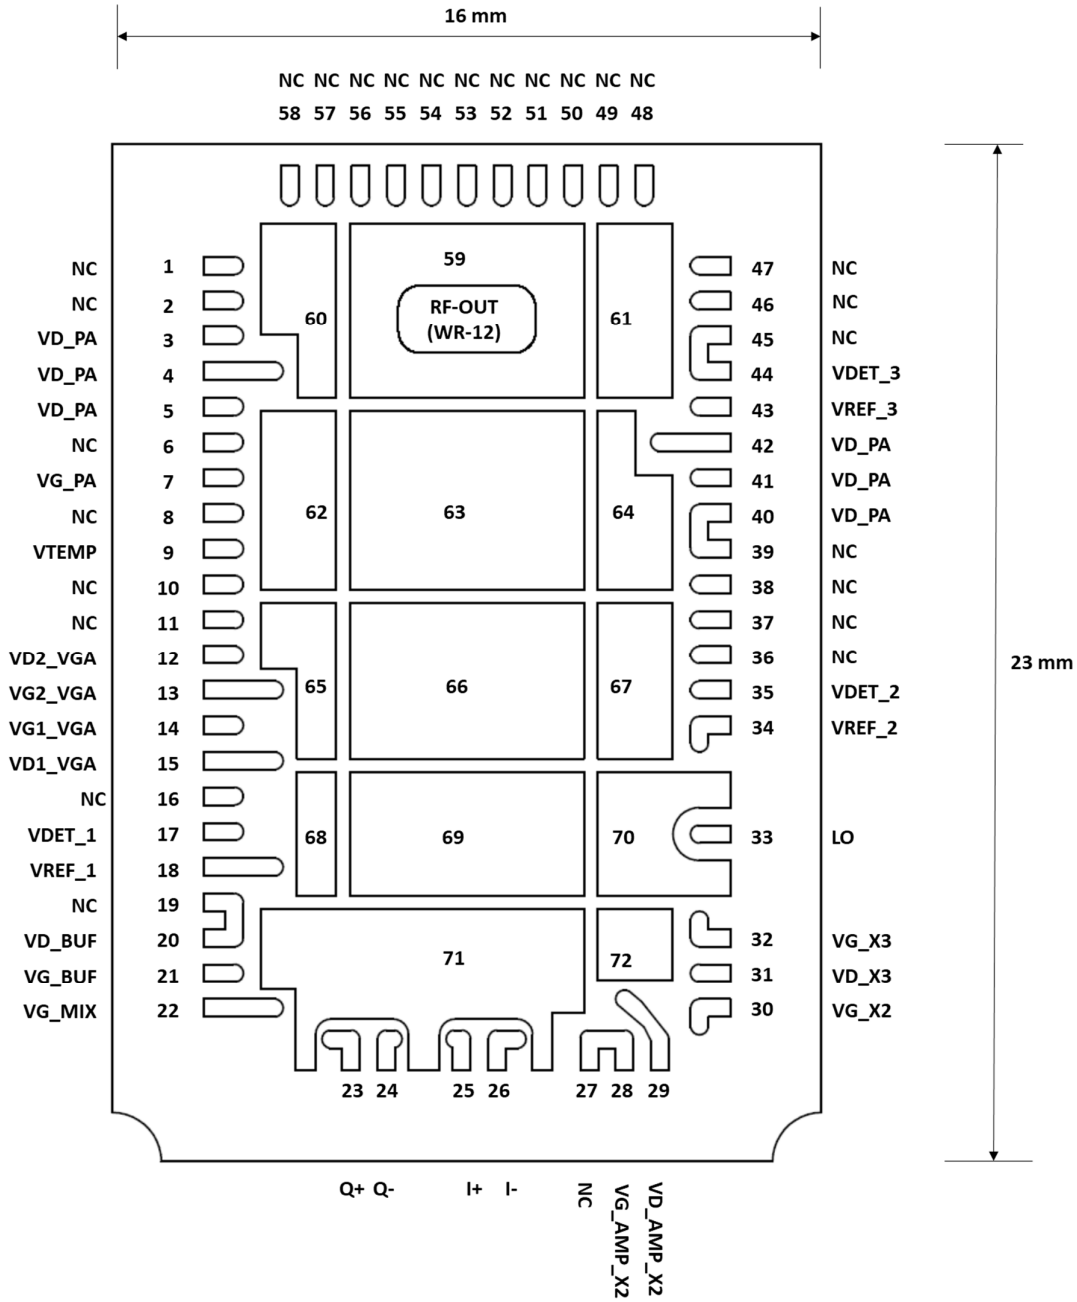 16 mm
NC NC NC NC NC NC NC NC NC NC NC
58 57 56 55 54 53 52 51 50 49 48
59
RF-OUT
(WR-12)
60
61
NC 1
NC 2
VD_PA 3
VD_PA 4
VD_PA 5
NC 6
VG_PA 7
NC 8
VTEMP 9
NC 10
NC 11
VD2_VGA 12
VG2_VGA 13
VG1_VGA 14
VD1_VGA 15
NC 16
VDET_1 17
VREF_1 18
NC 19
VD_BUF 20
VG_BUF 21
VG_MIX 22
62 63 64
65 66 67
68 69 70
71 72
47 NC
46 NC
45 NC
44 VDET_3
43 VREF_3
42 VD_PA
41 VD_PA
40 VD_PA
39 NC
38 NC
37 NC
36 NC
35 VDET_2
34 VREF_2
33 LO
32 VG_X3
31 VD_X3
30 VG_X2
23 mm
23 24 25 26 27 28 29
Q+ Q- I+ I- NC VG_AMP_X2 VD_AMP_X2